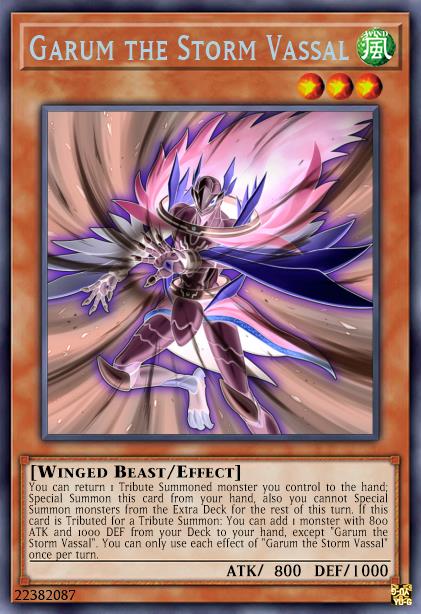 GARUM THE STORM VASSAL
WIND
風
[WINGED BEAST/EFFECT]
You can return 1 Tribute Summoned monster you control to the hand;
Special Summon this card from your hand, also you cannot Special
Summon monsters from the Extra Deck for the rest of this turn. If this
card is Tributed for a Tribute Summon: You can add 1 monster with 800
ATK and 1000 DEF from your Deck to your hand, except "Garum the
Storm Vassal". You can only use each effect of "Garum the Storm Vassal"
once per turn.
ATK/ 800 DEF/1000
22382087